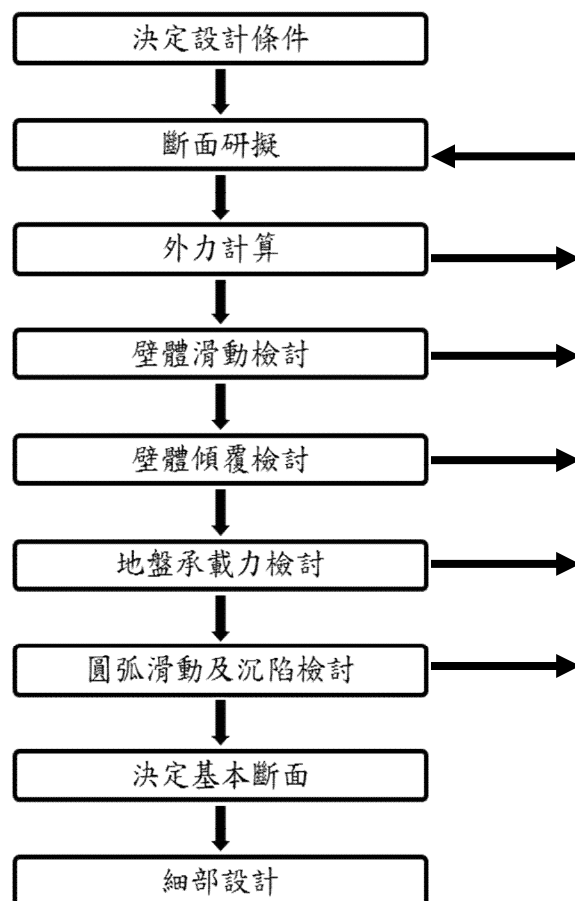 決定設計條件
斷面研擬
外力計算
壁體滑動檢討
壁體傾覆檢討
地盤承載力檢討
圓弧滑動及沉陷檢討
決定基本斷面
細部設計